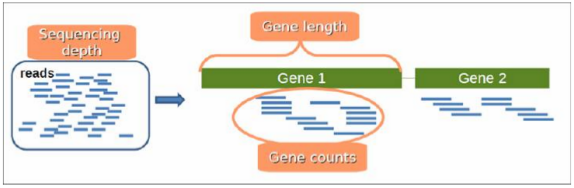 Sequencing
depth
reads
Gene length
Gene 1
Gene 2
Gene counts